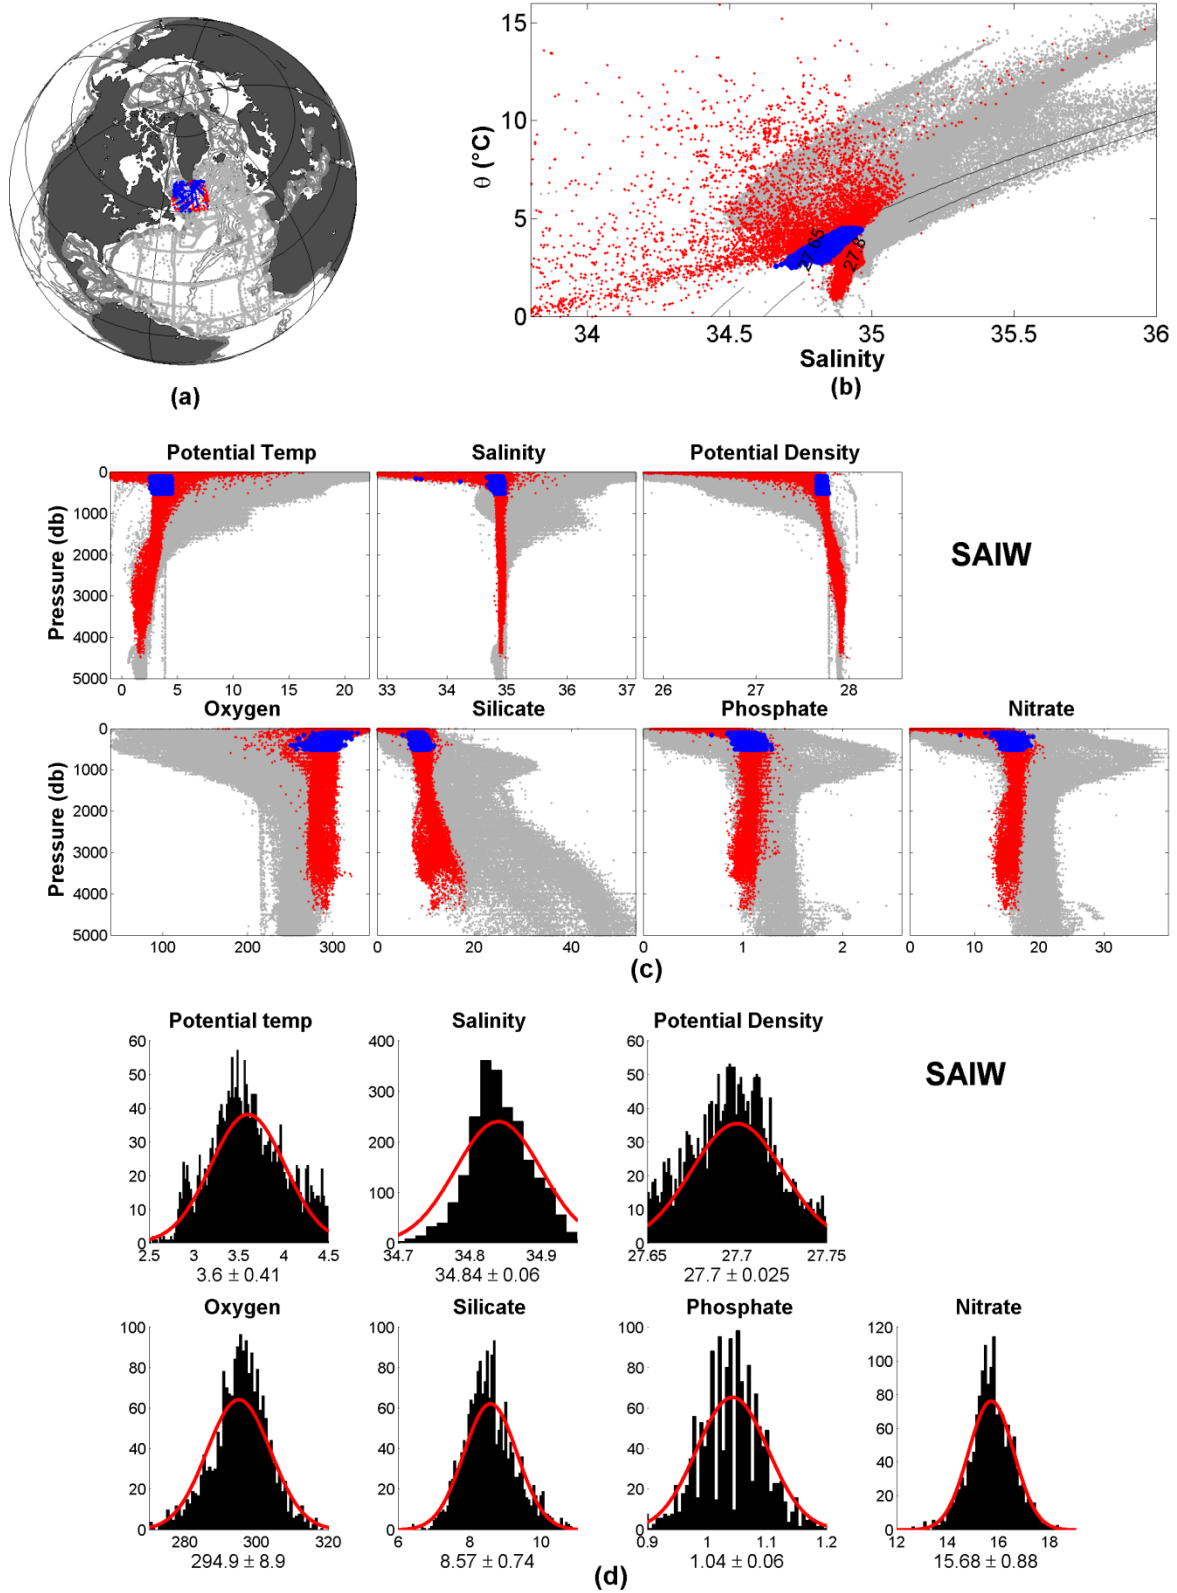 (a)
θ (°C)
15
10
5
0
27.65
27.8
34
34.5
35
35.5
36
Salinity
(b)
Potential Temp
Salinity
Potential Density
Pressure (db)
0
1000
2000
3000
4000
5000
0 5 10 15 20
33 34 35 36 37
26 27 28
SAIW
Oxygen
Silicate
Phosphate
Nitrate
Pressure (db)
0
1000
2000
3000
4000
5000
100 200 300
0 20 40
0 1 2
0 10 20 30
(c)
Potential temp
Salinity
Potential Density
SAIW
60
50
40
30
20
10
0
2.5 3 3.5 4 4.5
3.6 ± 0.41
400
300
200
100
0
34.7 34.8 34.9
34.84 ± 0.06
60
50
40
30
20
10
0
27.65 27.7 27.75
27.7 ± 0.025
Oxygen
Silicate
Phosphate
Nitrate
100
80
60
40
20
0
280 300 320
294.9 ± 8.9
100
80
60
40
20
0
6 8 10
8.57 ± 0.74
100
80
60
40
20
0
0.9 1 1.1 1.2
1.04 ± 0.06
120
100
80
60
40
20
0
12 14 16 18
15.68 ± 0.88
(d)